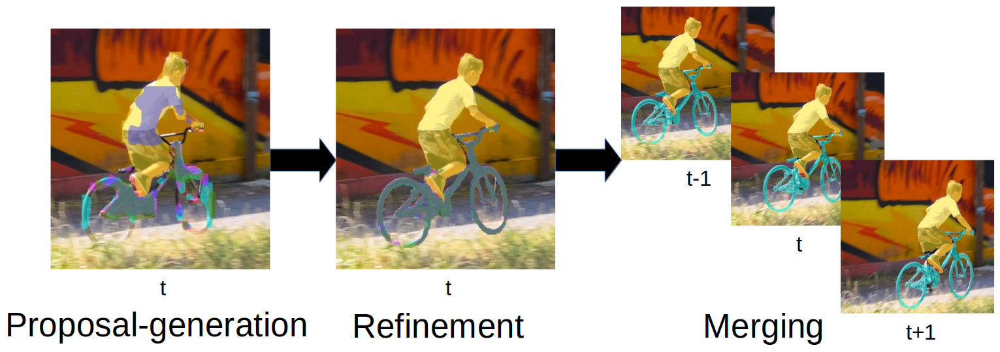 t
Proposal-generation
t
Refinement
t-1
t
t+1
Merging